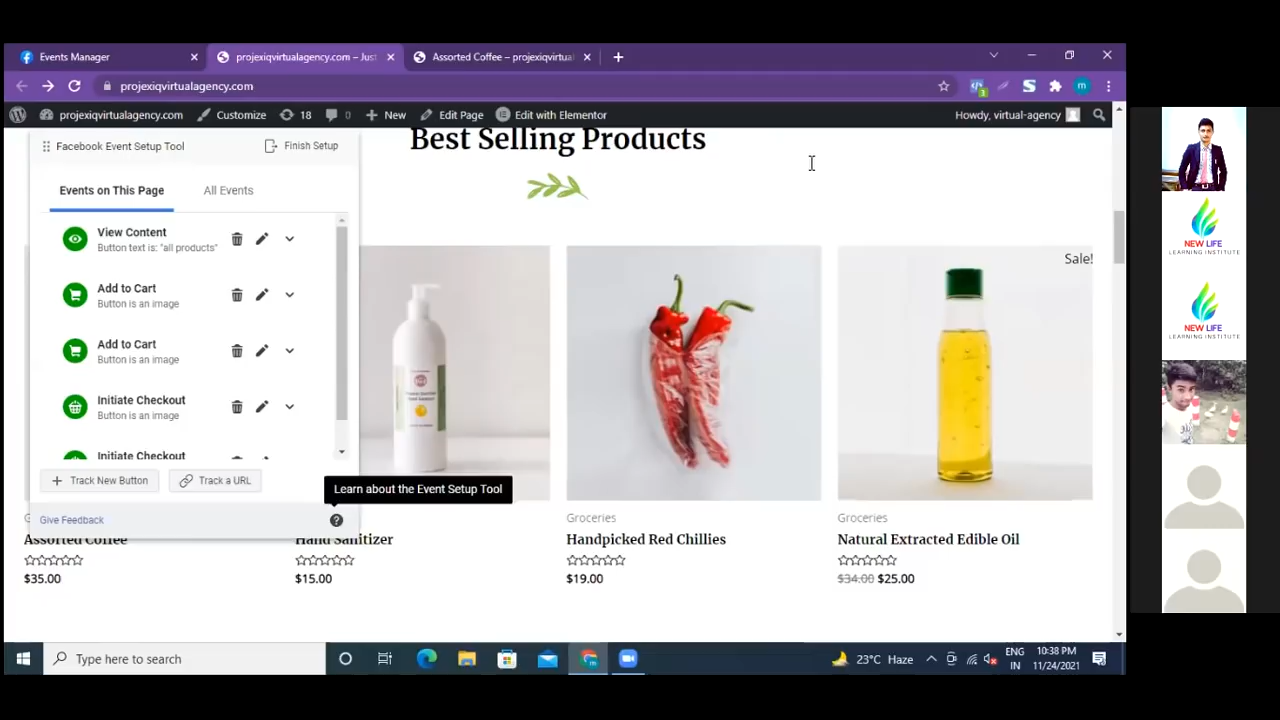 Events Manager
projexiqvirtualagency.com – Just
Assorted Coffee – projexiqvirtual
projexiqvirtualagency.com
projexiqvirtualagency.com
Customize
18
0
New
Edit Page
Edit with Elementor
Howdy, virtual-agency
Best Selling Products
Facebook Event Setup Tool
Finish Setup
Events on This Page
All Events
View Content
Button text is: "all products"
Add to Cart
Button is an image
Add to Cart
Button is an image
Initiate Checkout
Button is an image
Initiate Checkout
Track New Button
Track a URL
Learn about the Event Setup Tool
Give Feedback
Sale!
Assorted Coffee
$35.00
Hand Sanitizer
$15.00
Groceries
Handpicked Red Chillies
$19.00
Groceries
Natural Extracted Edible Oil
$34.00 $25.00
NEW LIFE
LEARNING INSTITUTE
NEW LIFE
LEARNING INSTITUTE
Type here to search
23°C Haze
ENG
IN
10:38 PM
11/24/2021